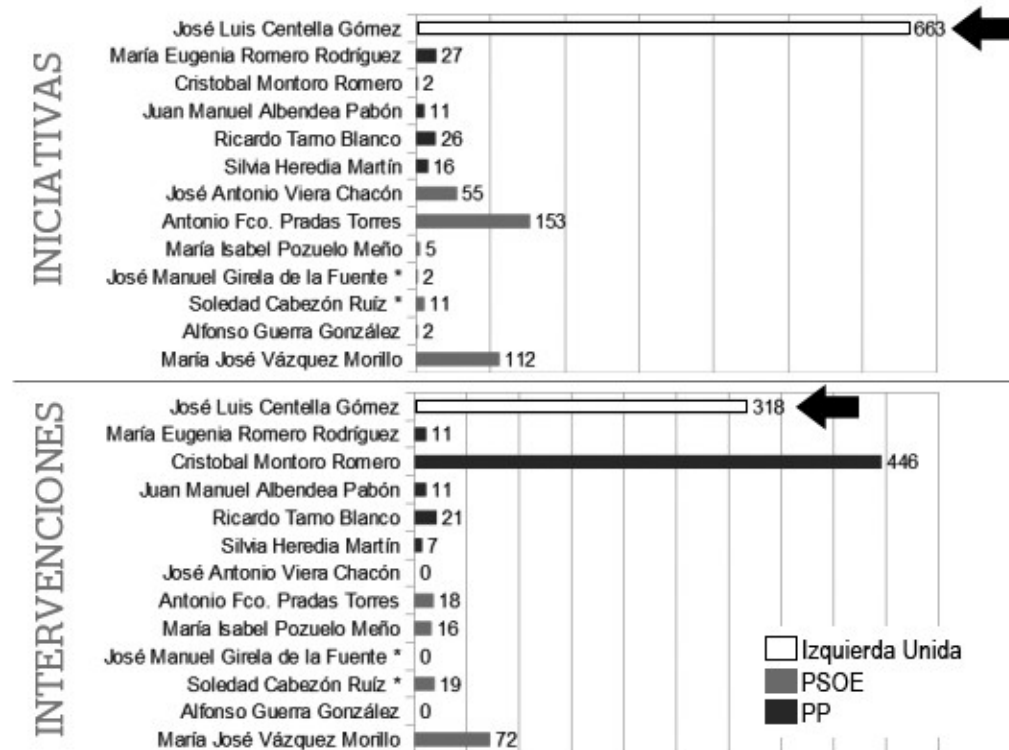 INICIATIVAS
José Luis Centella Gómez 663
María Eugenia Romero Rodríguez 27
Cristobal Montoro Romero 2
Juan Manuel Albendea Pabón 11
Ricardo Tarno Blanco 26
Silvia Heredia Martín 16
José Antonio Viera Chacón 55
Antonio Fco. Pradas Torres 153
María Isabel Pozuelo Meño 5
José Manuel Girela de la Fuente * 2
Soledad Cabezón Ruíz * 11
Alfonso Guerra González 2
María José Vázquez Morillo 112
INTERVENCIONES
José Luis Centella Gómez 318
María Eugenia Romero Rodríguez 11
Cristobal Montoro Romero 446
Juan Manuel Albendea Pabón 11
Ricardo Tarno Blanco 21
Silvia Heredia Martín 7
José Antonio Viera Chacón 0
Antonio Fco. Pradas Torres 18
María Isabel Pozuelo Meño 16
José Manuel Girela de la Fuente * 0
Soledad Cabezón Ruíz * 19
Alfonso Guerra González 0
María José Vázquez Morillo 72
Izquierda Unida
PSOE
PP